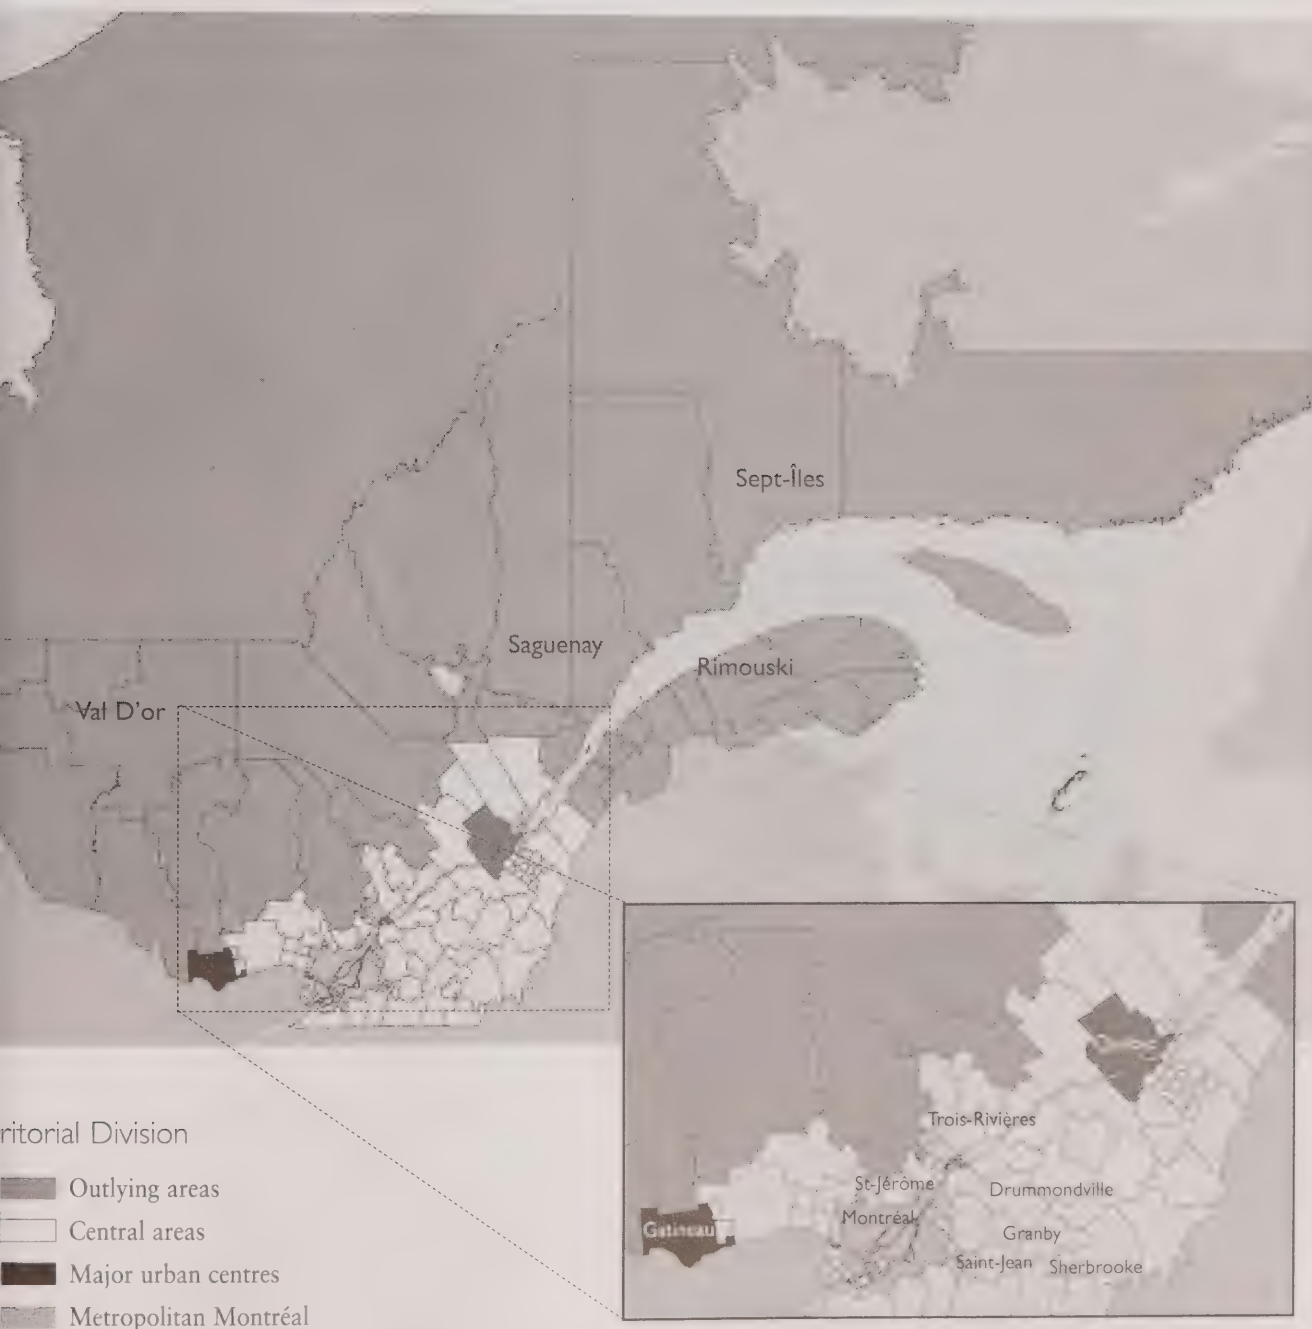 Sept-Îles
Saguenay
Rimouski
Val D'or
Trois-Rivières
St-Jérôme
Drummondville
Montréal
Gatineau
Granby
Saint-Jean
Sherbrooke
ritorial Division
Outlying areas
Central areas
Major urban centres
Metropolitan Montréal